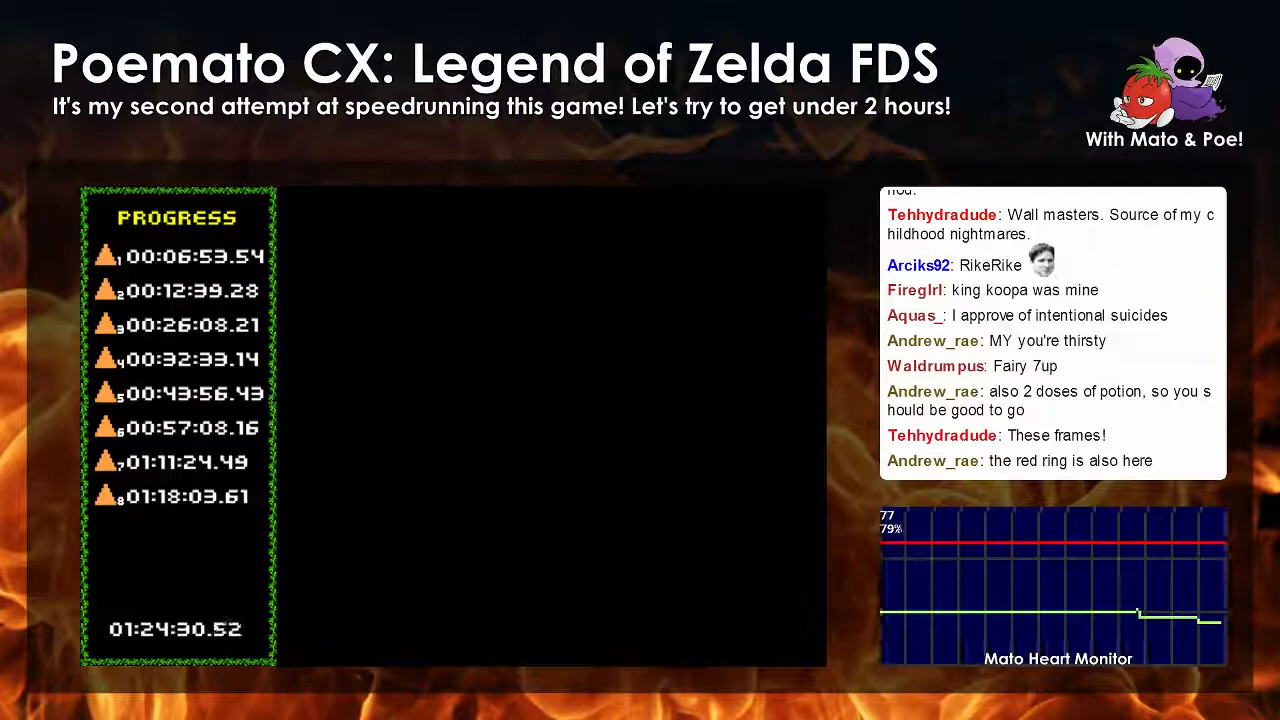 Poemato CX: Legend of Zelda FDS
It's my second attempt at speedrunning this game! Let's try to get under 2 hours!
With Mato & Poe!
PROGRESS
1 00:06:53.54
2 00:12:39.28
3 00:26:08.21
4 00:32:33.14
5 00:43:56.43
6 00:57:08.16
7 01:11:24.49
8 01:18:03.61
01:24:30.52
Tehhydradude: Wall masters. Source of my c
hildhood nightmares.
Arciks92: RikeRike
Firegirl: king koopa was mine
Aquas_: I approve of intentional suicides
Andrew_rae: MY you're thirsty
Waldrumpus: Fairy 7up
Andrew_rae: also 2 doses of potion, so you s
hould be good to go
Tehhydradude: These frames!
Andrew_rae: the red ring is also here
77
79%
Mato Heart Monitor